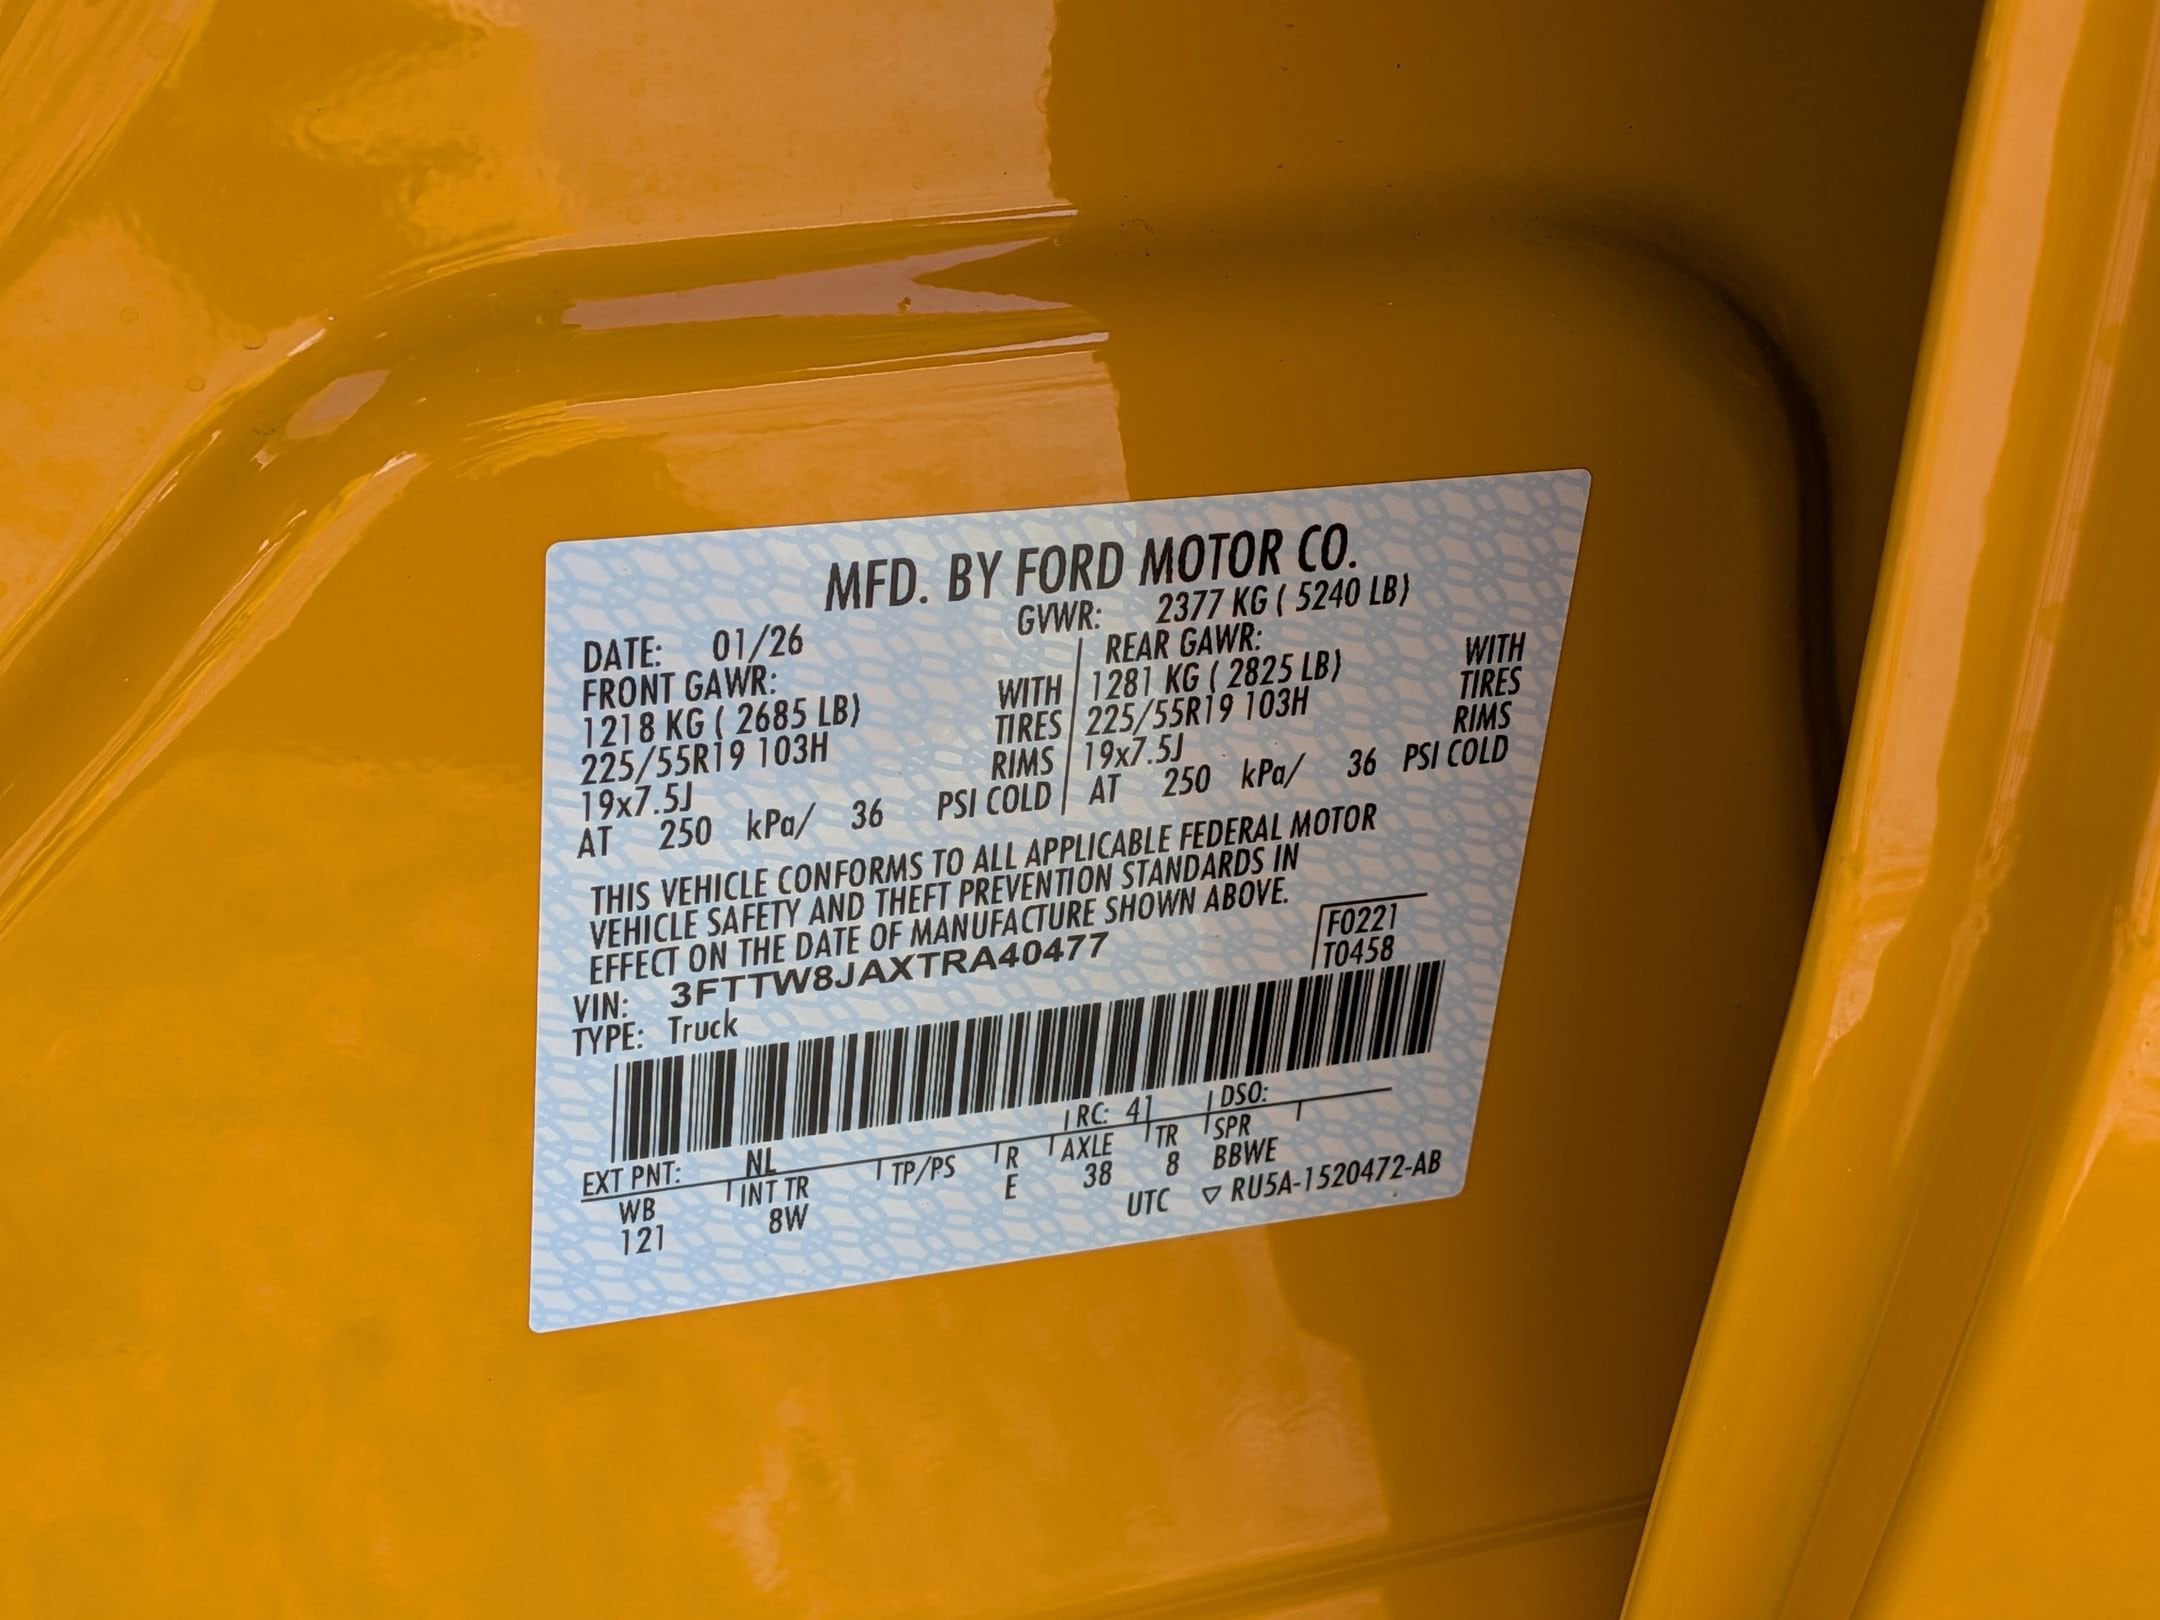 MFD. BY FORD MOTOR CO.
DATE: 01/26 GVWR: 2377 KG ( 5240 LB)
FRONT GAWR: REAR GAWR:
1218 KG ( 2685 LB) WITH 1281 KG ( 2825 LB) WITH
225/55R19 103H TIRES 225/55R19 103H TIRES
19x7.5J RIMS 19x7.5J RIMS
AT 250 kPa/ 36 PSI COLD AT 250 kPa/ 36 PSI COLD
THIS VEHICLE CONFORMS TO ALL APPLICABLE FEDERAL MOTOR
VEHICLE SAFETY AND THEFT PREVENTION STANDARDS IN
EFFECT ON THE DATE OF MANUFACTURE SHOWN ABOVE.
F0221
VIN: 3FTTW8JAXTRA40477 T0458
TYPE: Truck
EXT PNT: NL RC: 41 DSO:
WB INT TR TP/PS R AXLE TR SPR
121 8W E 38 8 BBWE
UTC ▽ RU5A-1520472-AB